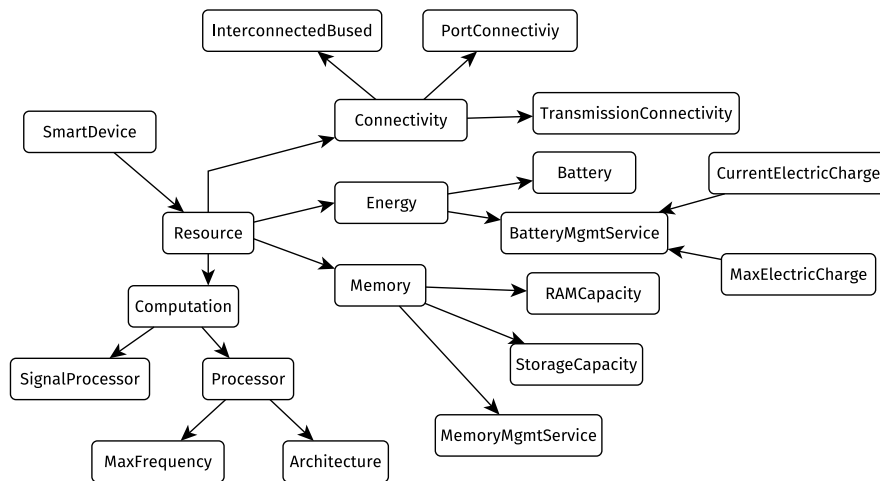 InterconnectedBused
PortConnectiviy
SmartDevice
Connectivity
TransmissionConnectivity
Battery
CurrentElectricCharge
Energy
Resource
BatteryMgmtService
MaxElectricCharge
Memory
RAMCapacity
Computation
StorageCapacity
SignalProcessor
Processor
MemoryMgmtService
MaxFrequency
Architecture